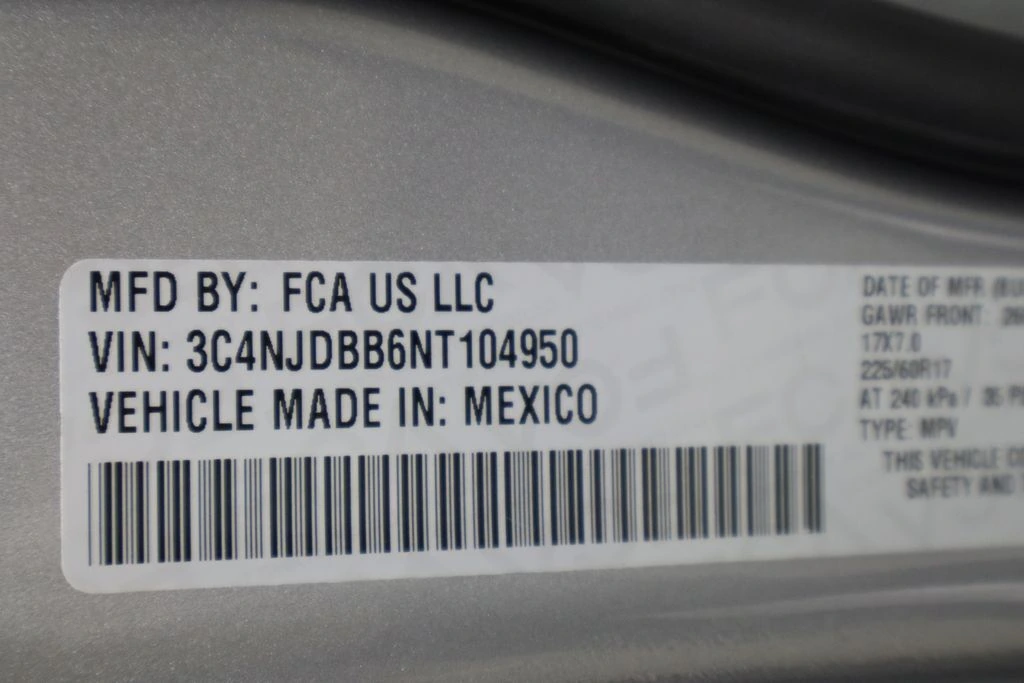 MFD BY: FCA US LLC
VIN: 3C4NJDBB6NT104950
VEHICLE MADE IN: MEXICO
DATE OF MFR
GAWR FRONT:
17X7.0
225/60R17
AT 240 kPa / 35
TYPE: MPV
THIS VEHICLE
SAFETY AND